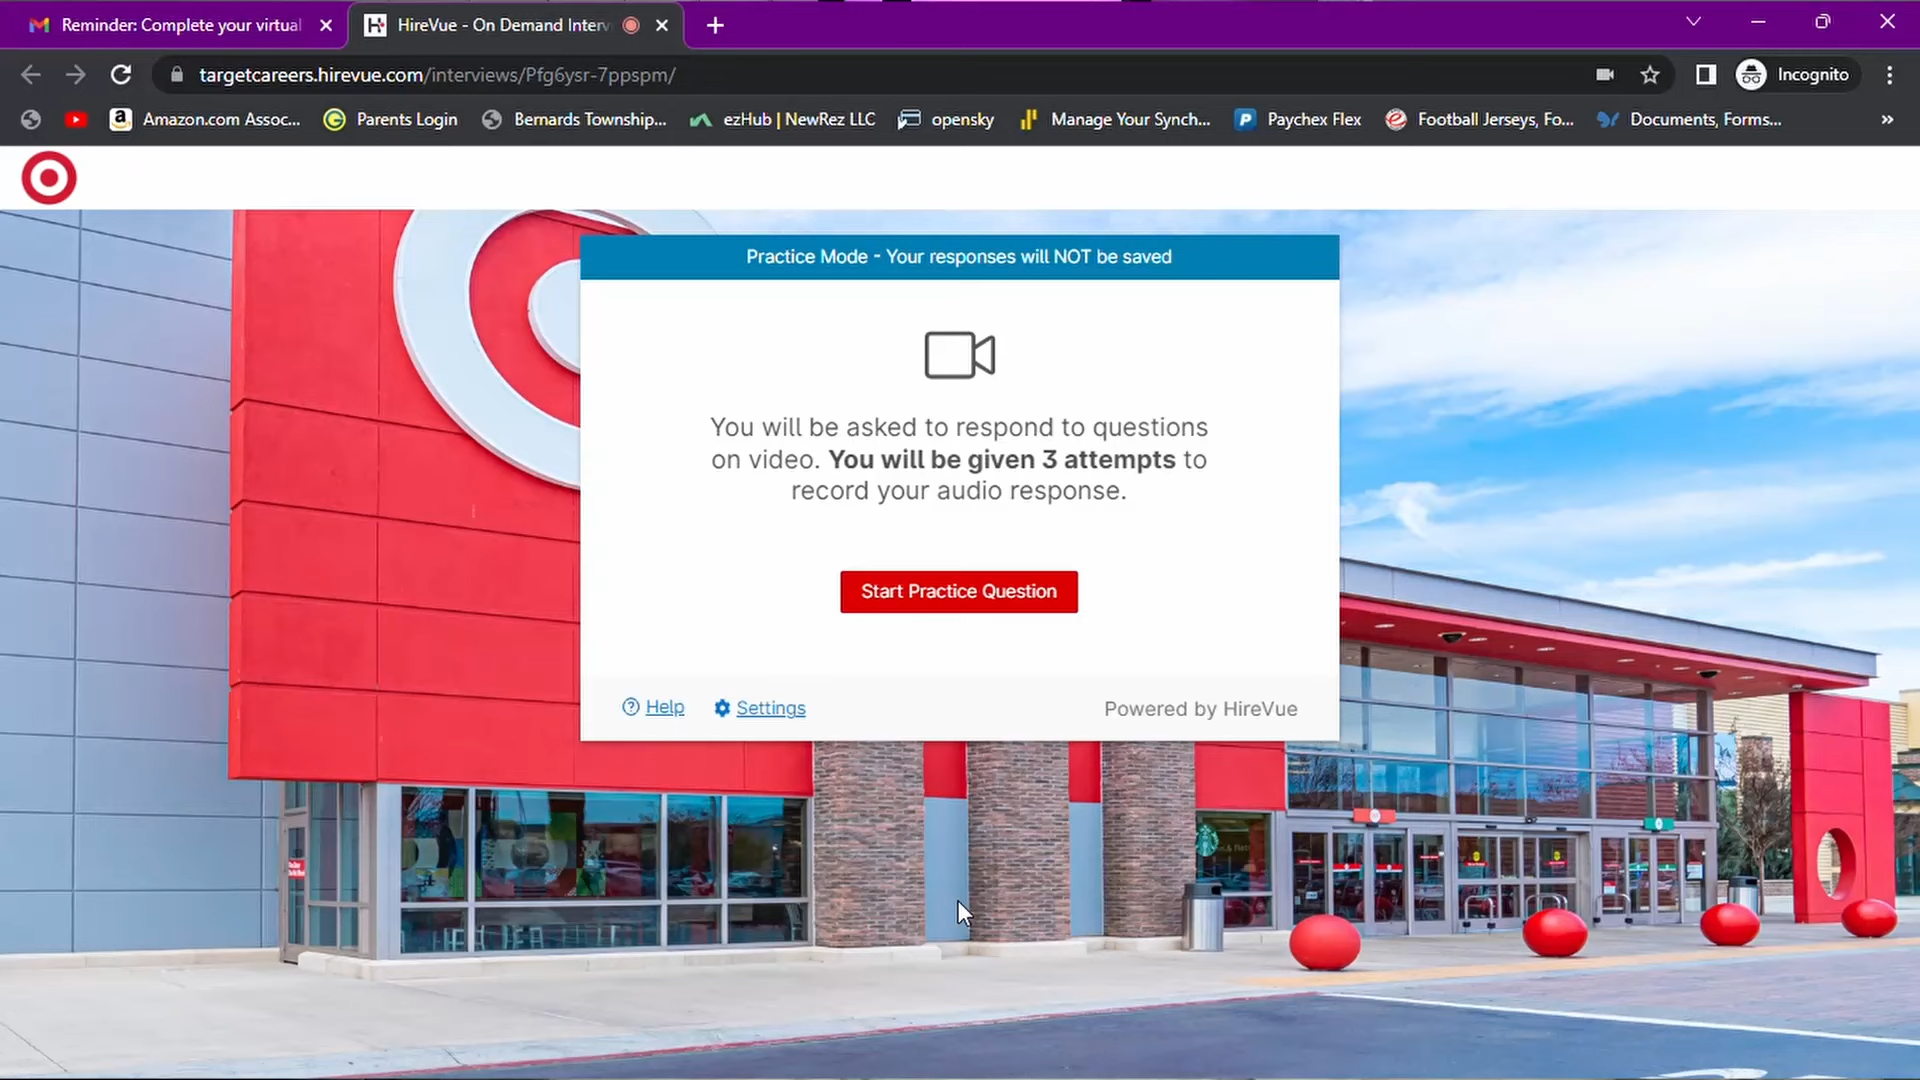 Reminder: Complete your virtual
HireVue - On Demand Interv
targetcareers.hirevue.com/interviews/Pfg6ysr-7ppspm/
Incognito
Amazon.com Assoc...
Parents Login
Bernards Township...
ezHub | NewRez LLC
opensky
Manage Your Synch...
Paychex Flex
Football Jerseys, Fo...
Documents, Forms...
Practice Mode - Your responses will NOT be saved
You will be asked to respond to questions
on video. You will be given 3 attempts to
record your audio response.
Start Practice Question
Help
Settings
Powered by HireVue